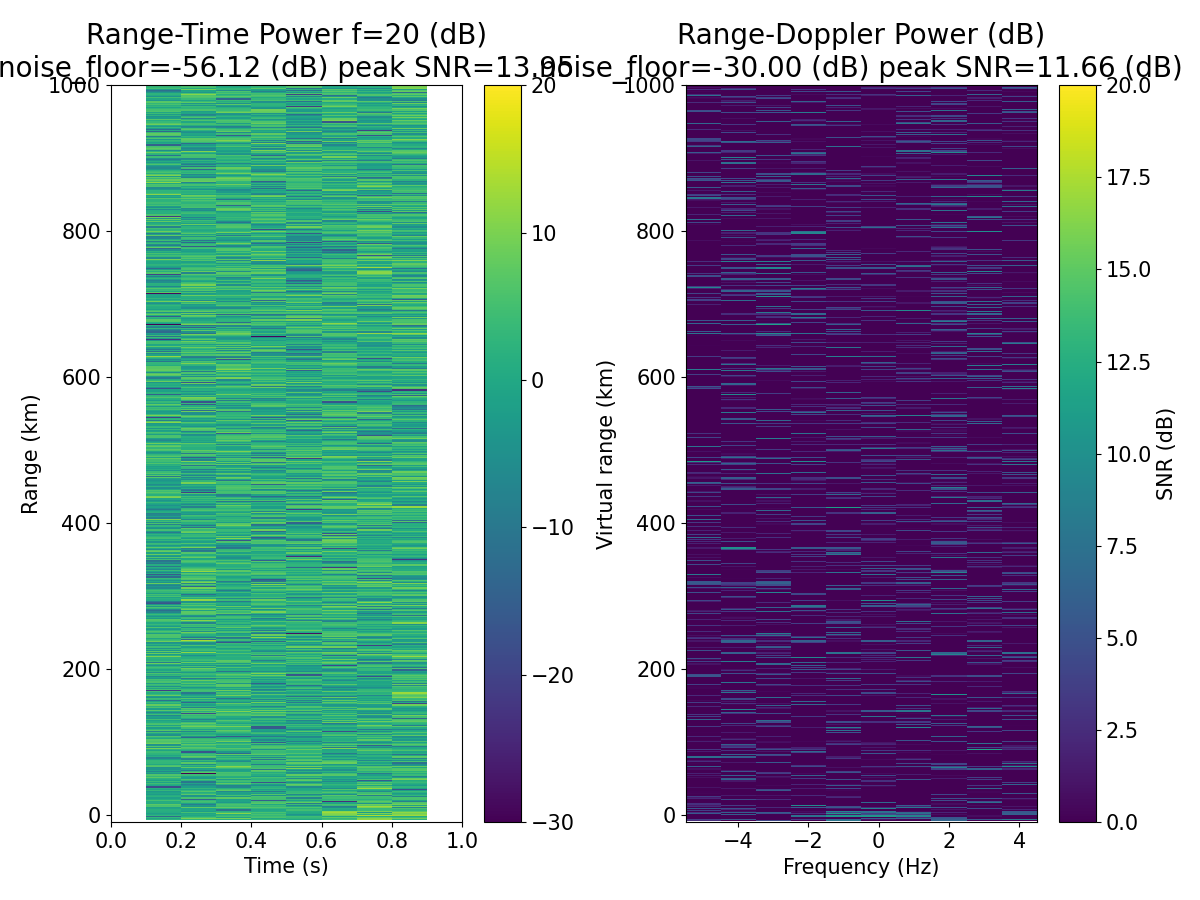 Range-Time Power f=20 (dB)
noise_floor=-56.12 (dB) peak SNR=13.95
Range-Doppler Power (dB)
noise_floor=-30.00 (dB) peak SNR=11.66 (dB)
1000
800
600
400
200
0
Range (km)
0.0 0.2 0.4 0.6 0.8 1.0
Time (s)
20
10
0
−10
−20
−30
1000
800
600
400
200
0
Virtual range (km)
−4 −2 0 2 4
Frequency (Hz)
20.0
17.5
15.0
12.5
10.0
7.5
5.0
2.5
0.0
SNR (dB)